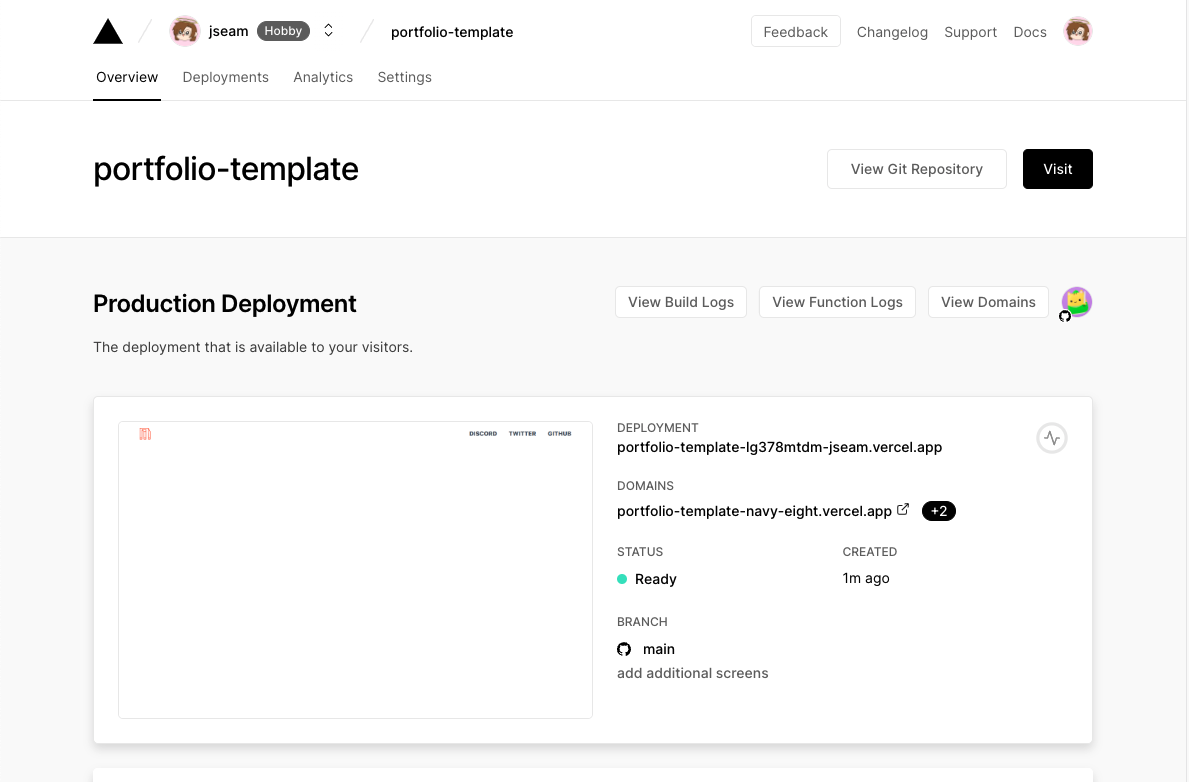 jseam Hobby portfolio-template Feedback Changelog Support Docs
Overview Deployments Analytics Settings
portfolio-template View Git Repository Visit
Production Deployment View Build Logs View Function Logs View Domains
The deployment that is available to your visitors.
DISCORD TWITTER GITHUB
DEPLOYMENT
portfolio-template-lg378mtdm-jseam.vercel.app
DOMAINS
portfolio-template-navy-eight.vercel.app +2
STATUS CREATED
Ready 1m ago
BRANCH
main
add additional screens